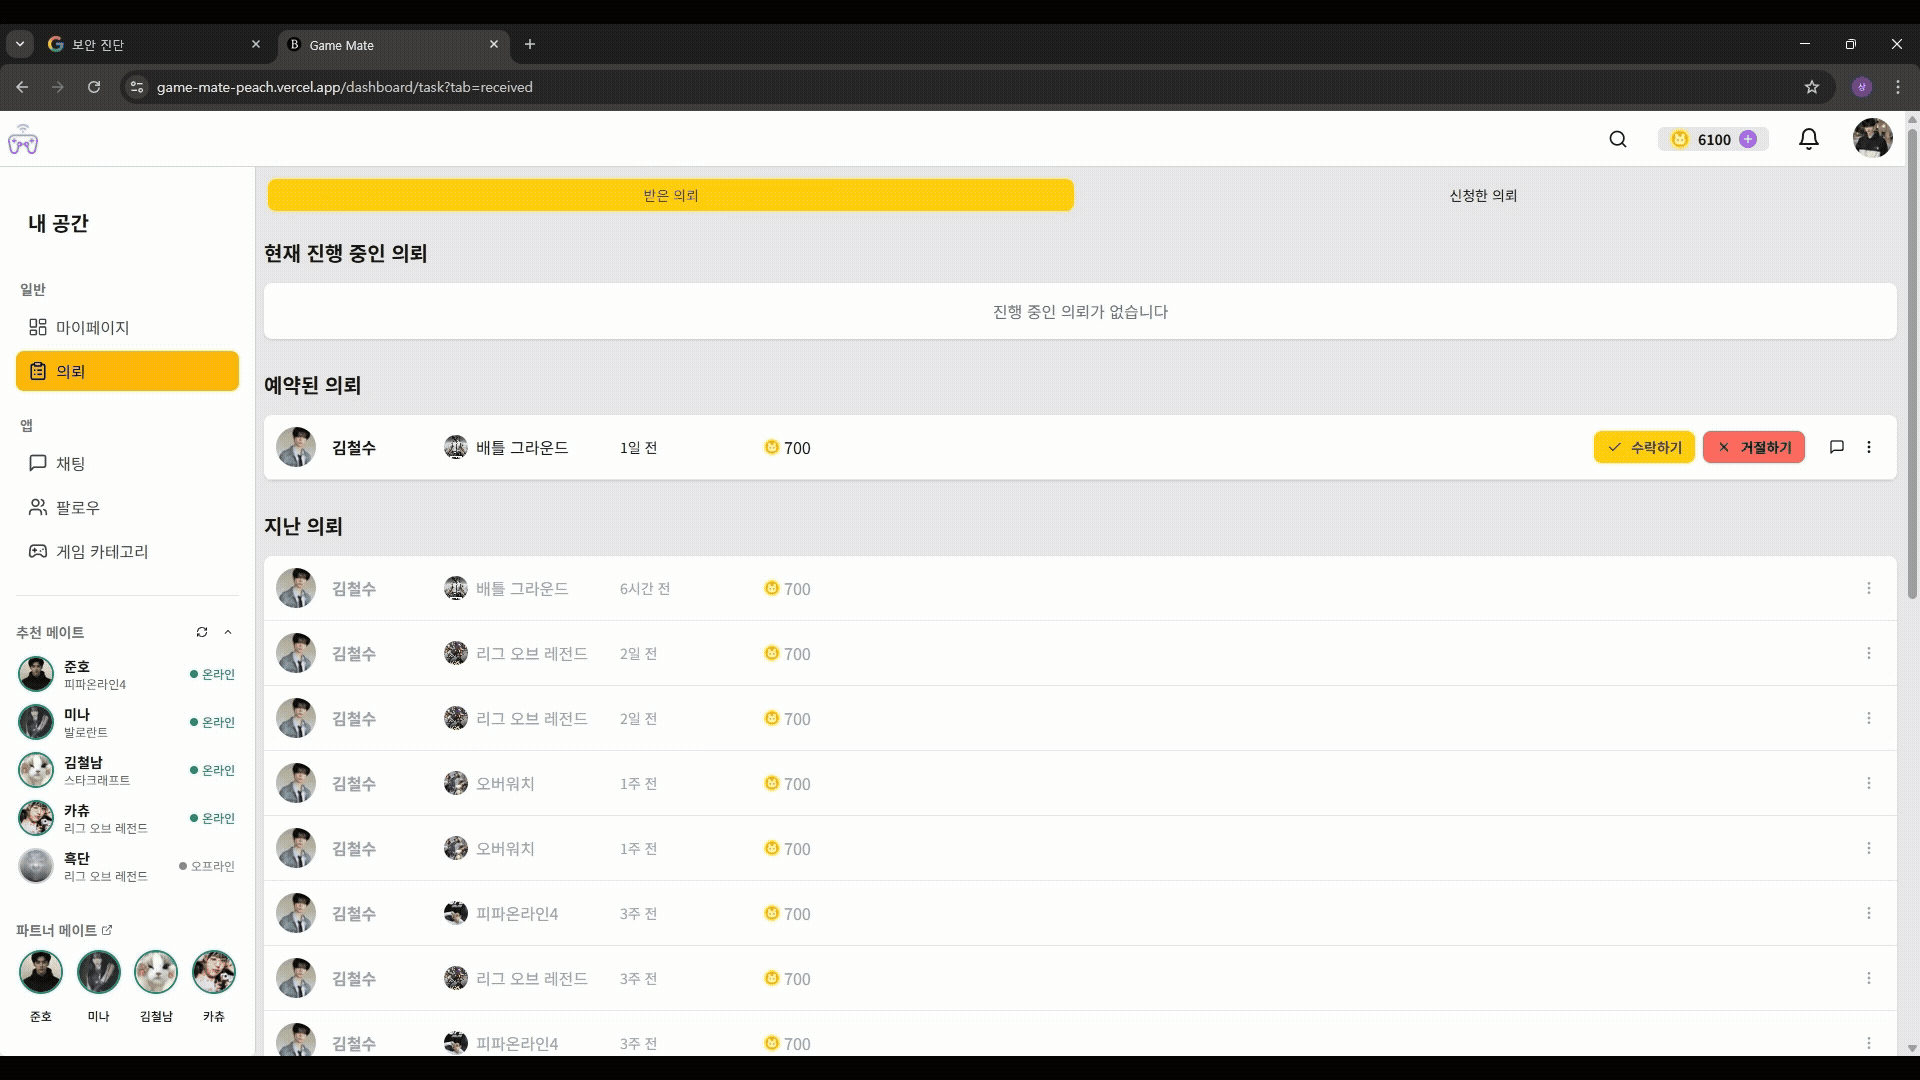 보안 진단
Game Mate
game-mate-peach.vercel.app/dashboard/task?tab=received
상
6100
내 공간
일반
마이페이지
의뢰
앱
채팅
팔로우
게임 카테고리
추천 메이트
준호
피파온라인4
온라인
미나
발로란트
온라인
김철남
스타크래프트
온라인
카츄
리그 오브 레전드
온라인
흑단
리그 오브 레전드
오프라인
파트너 메이트
준호 미나 김철남 카츄
받은 의뢰 신청한 의뢰
현재 진행 중인 의뢰
진행 중인 의뢰가 없습니다
예약된 의뢰
김철수 배틀 그라운드 1일 전 700 수락하기 거절하기
지난 의뢰
김철수 배틀 그라운드 6시간 전 700
김철수 리그 오브 레전드 2일 전 700
김철수 리그 오브 레전드 2일 전 700
김철수 오버워치 1주 전 700
김철수 오버워치 1주 전 700
김철수 피파온라인4 3주 전 700
김철수 리그 오브 레전드 3주 전 700
김철수 피파온라인4 3주 전 700